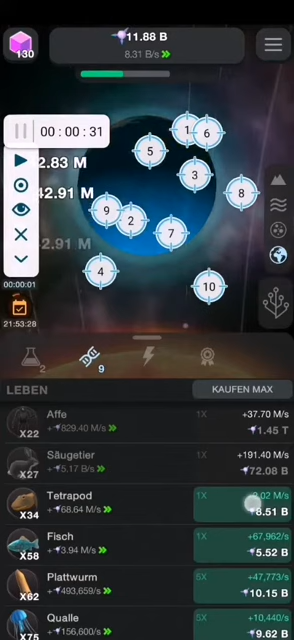 130
11.88 B
8.31 B/s
00 : 00 : 31
2.83 M
42.91 M
2.91 M
1
6
5
3
8
9
2
7
4
10
00:00:01
21:53:28
2
9
LEBEN
KAUFEN MAX
Affe
1X
+37.70 M/s
X22
+829.40 M/s
1.45 T
Säugetier
1X
+191.40 M/s
X27
+5.17 B/s
72.08 B
Tetrapod
1X
.02 M/s
X34
+68.64 M/s
8.51 B
Fisch
1X
+67,962/s
X58
+3.94 M/s
5.52 B
Plattwurm
5X
+47,773/s
X62
+493,659/s
10.15 B
Qualle
5X
+10,440/s
X75
+156,600/s
9.62 B